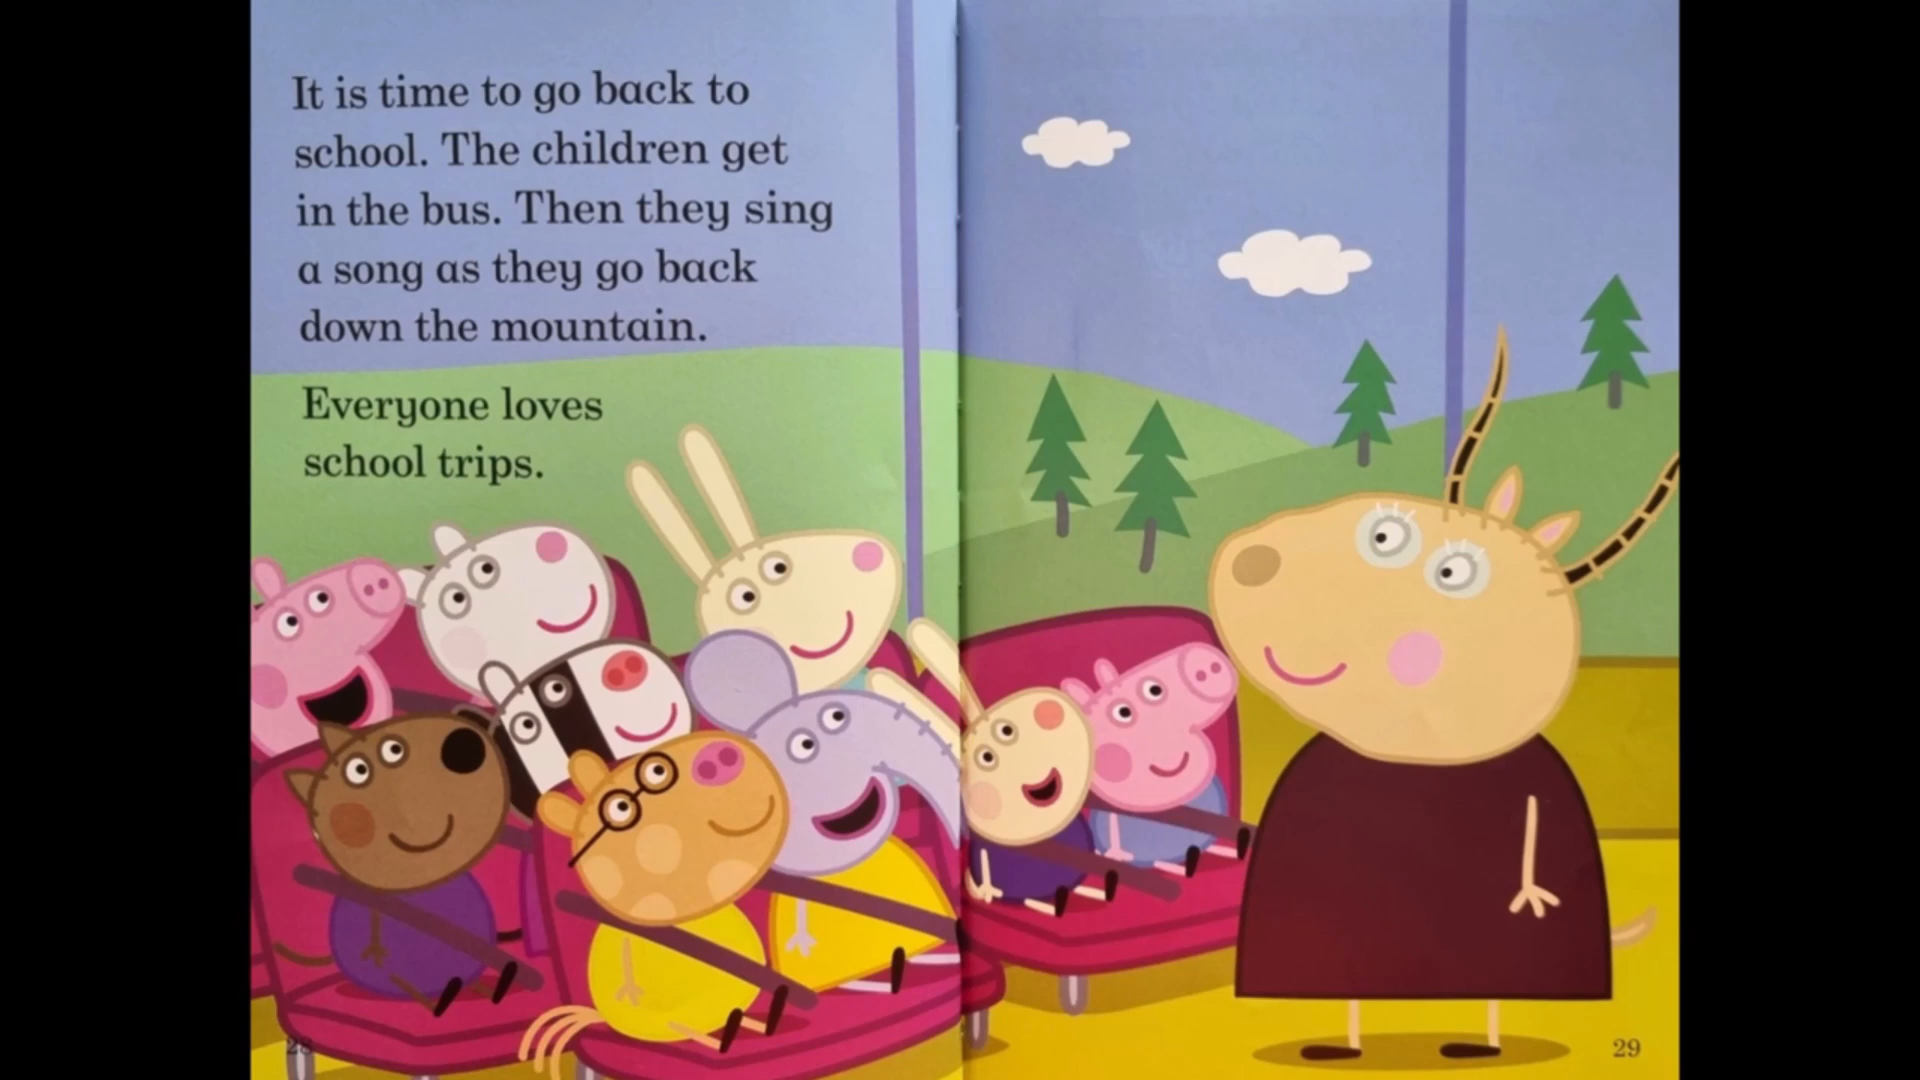 It is time to go back to
school. The children get
in the bus. Then they sing
a song as they go back
down the mountain.
Everyone loves
school trips.
28
29